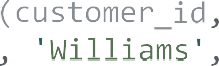 (customer_id,
, 'Williams',